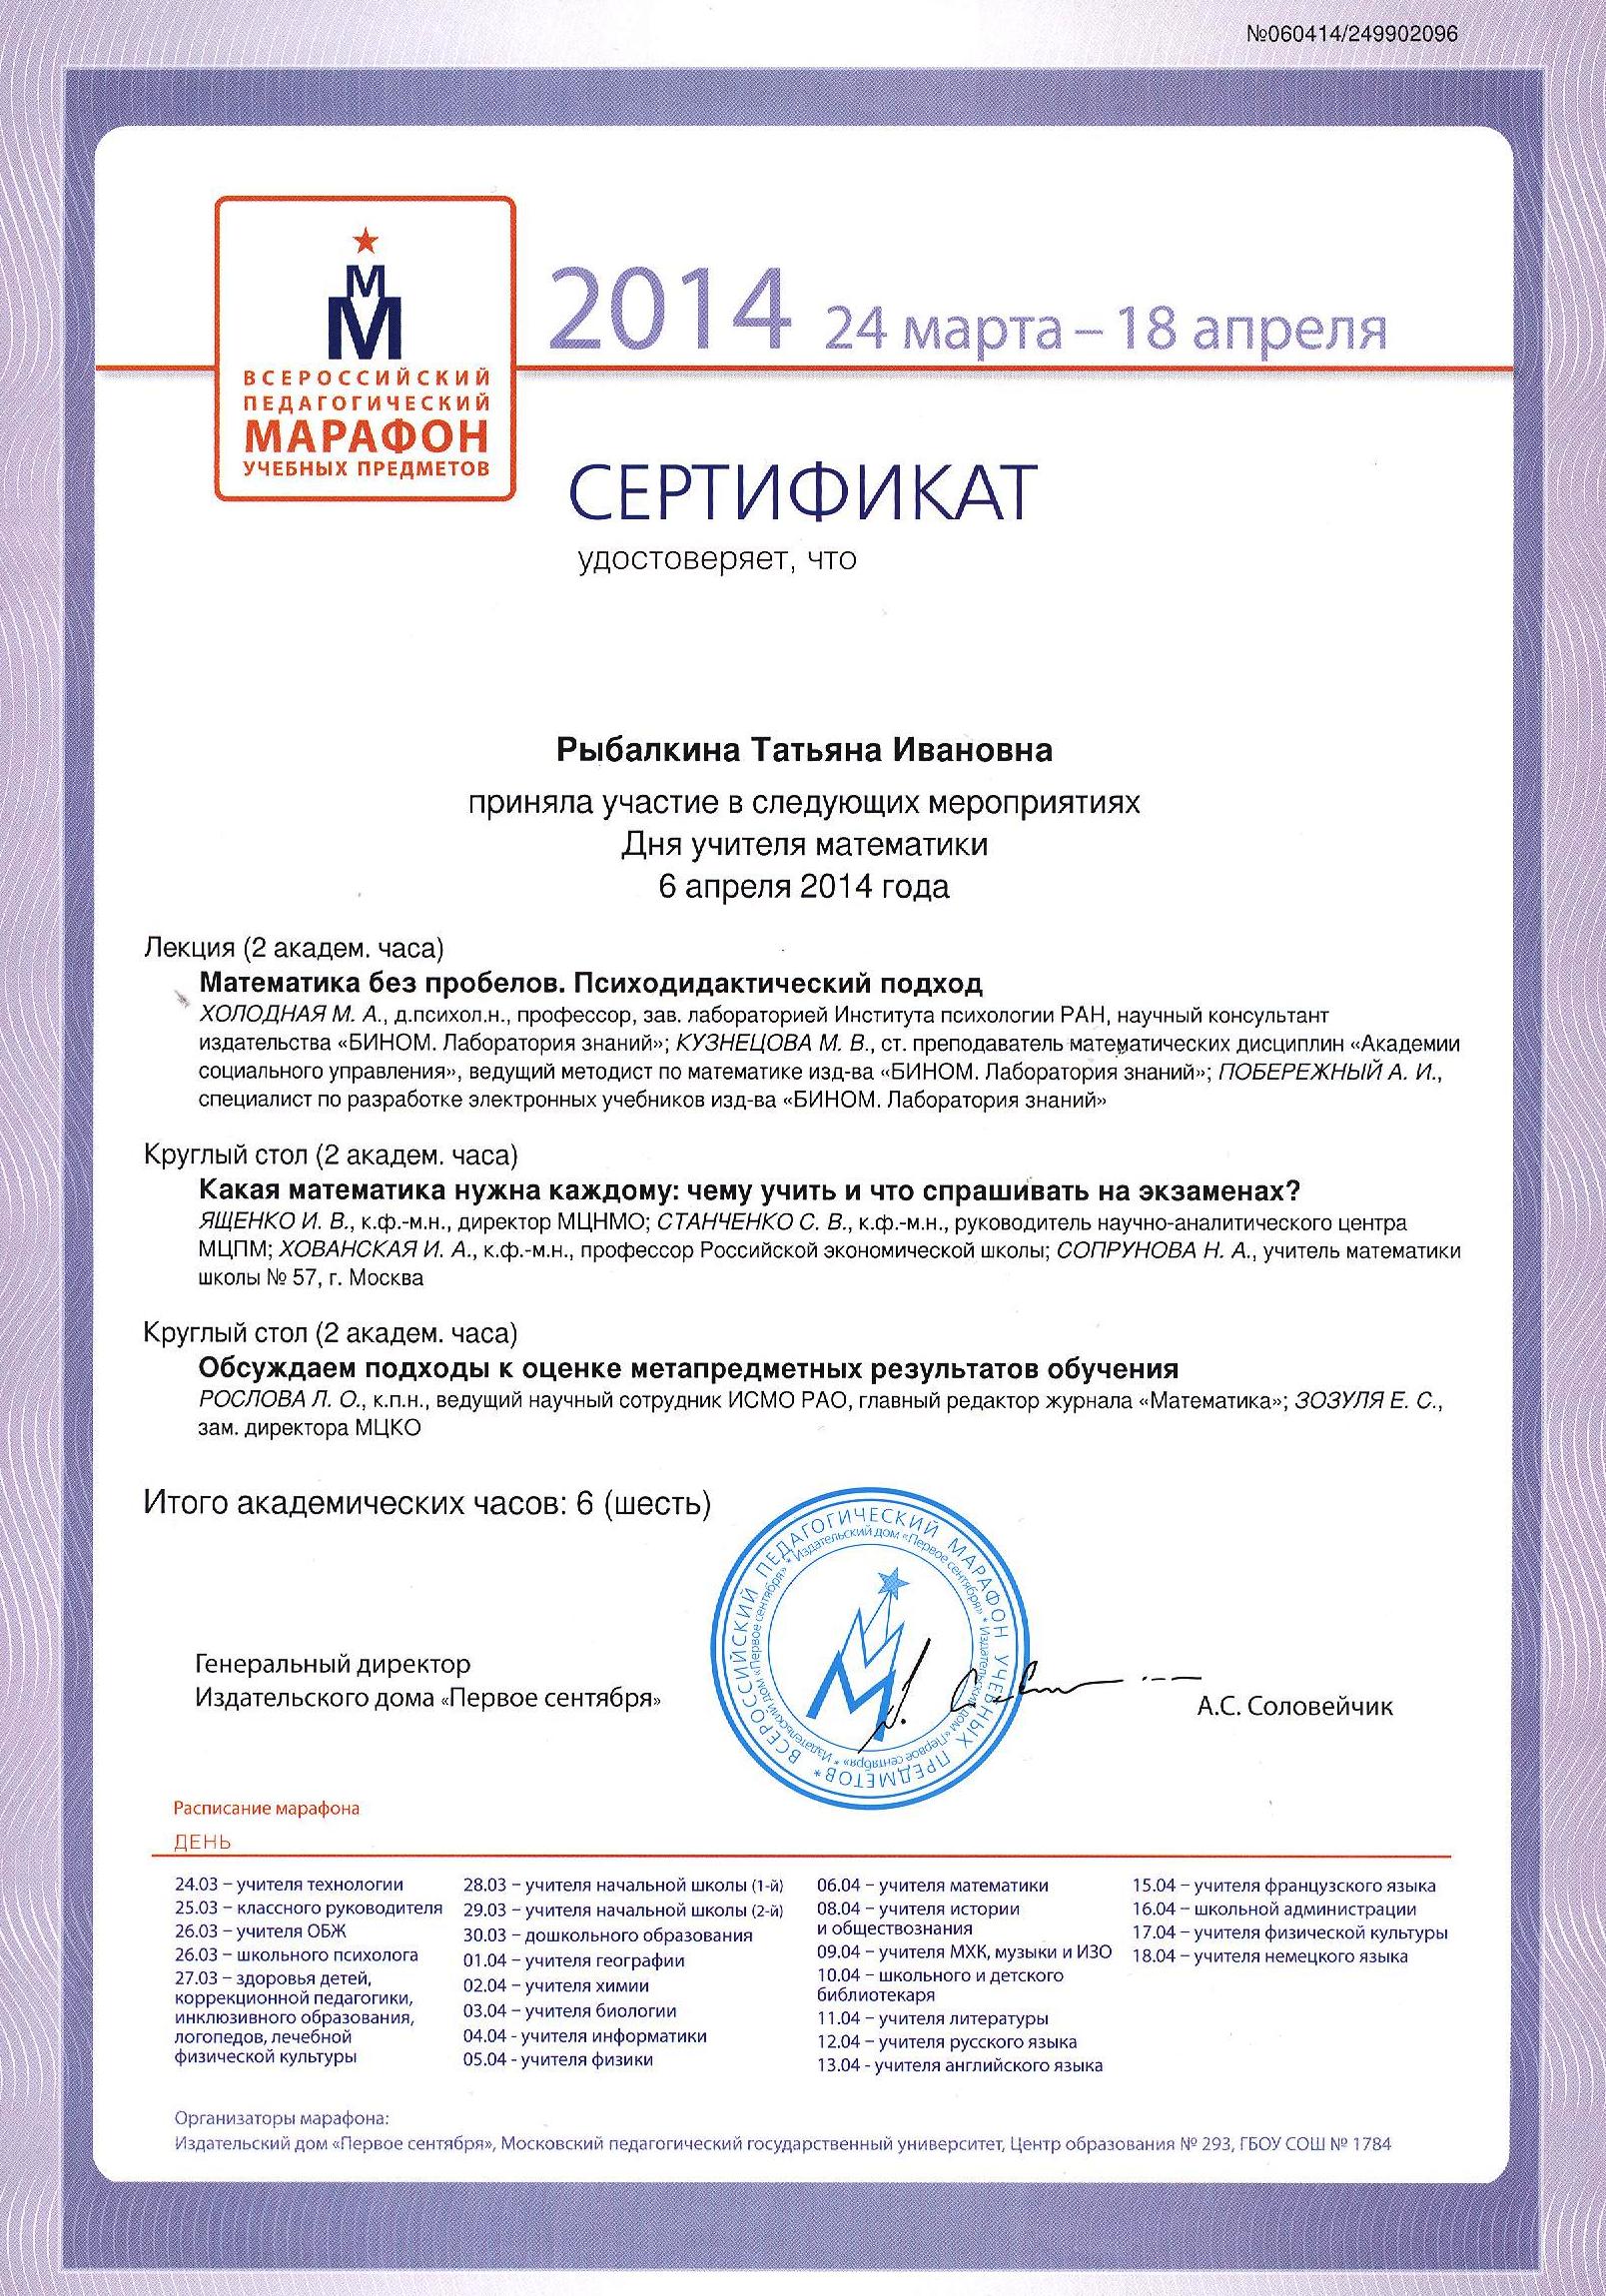 №060414/249902096
М
М
ВСЕРОССИЙСКИЙ
ПЕДАГОГИЧЕСКИЙ
МАРАФОН
УЧЕБНЫХ ПРЕДМЕТОВ
2014 24 марта – 18 апреля
СЕРТИФИКАТ
удостоверяет, что
Рыбалкина Татьяна Ивановна
приняла участие в следующих мероприятиях
Дня учителя математики
6 апреля 2014 года
Лекция (2 академ. часа)
Математика без пробелов. Психодидактический подход
ХОЛОДНАЯ М. А., д.психол.н., профессор, зав. лабораторией Института психологии РАН, научный консультант
издательства «БИНОМ. Лаборатория знаний»; КУЗНЕЦОВА М. В., ст. преподаватель математических дисциплин «Академии
социального управления», ведущий методист по математике изд-ва «БИНОМ. Лаборатория знаний»; ПОБЕРЕЖНЫЙ А. И.,
специалист по разработке электронных учебников изд-ва «БИНОМ. Лаборатория знаний»
Круглый стол (2 академ. часа)
Какая математика нужна каждому: чему учить и что спрашивать на экзаменах?
ЯЩЕНКО И. В., к.ф.-м.н., директор МЦНМО; СТАНЧЕНКО С. В., к.ф.-м.н., руководитель научно-аналитического центра
МЦПМ; ХОВАНСКАЯ И. А., к.ф.-м.н., профессор Российской экономической школы; СОПРУНОВА Н. А., учитель математики
школы № 57, г. Москва
Круглый стол (2 академ. часа)
Обсуждаем подходы к оценке метапредметных результатов обучения
РОСЛОВА Л. О., к.п.н., ведущий научный сотрудник ИСМО РАО, главный редактор журнала «Математика»; ЗОЗУЛЯ Е. С.,
зам. директора МЦКО
Итого академических часов: 6 (шесть)
ВСЕРОССИЙСКИЙ ПЕДАГОГИЧЕСКИЙ МАРАФОН УЧЕБНЫХ ПРЕДМЕТОВ*
Издательский дом «Первое сентября» * Издательский дом «Первое сентября» * Издательский дом «Первое сентября» * Издательский дом «Первое сентября» *
Генеральный директор
Издательского дома «Первое сентября»
А.С. Соловейчик
Расписание марафона
ДЕНЬ
24.03 – учителя технологии
25.03 – классного руководителя
26.03 – учителя ОБЖ
26.03 – школьного психолога
27.03 – здоровья детей,
коррекционной педагогики,
инклюзивного образования,
логопедов, лечебной
физической культуры
28.03 – учителя начальной школы (1-й)
29.03 – учителя начальной школы (2-й)
30.03 – дошкольного образования
01.04 – учителя географии
02.04 – учителя химии
03.04 – учителя биологии
04.04 - учителя информатики
05.04 - учителя физики
06.04 – учителя математики
08.04 – учителя истории
и обществознания
09.04 – учителя МХК, музыки и ИЗО
10.04 – школьного и детского
библиотекаря
11.04 – учителя литературы
12.04 – учителя русского языка
13.04 - учителя английского языка
15.04 – учителя французского языка
16.04 – школьной администрации
17.04 – учителя физической культуры
18.04 – учителя немецкого языка
Организаторы марафона:
Издательский дом «Первое сентября», Московский педагогический государственный университет, Центр образования № 293, ГБОУ СОШ № 1784